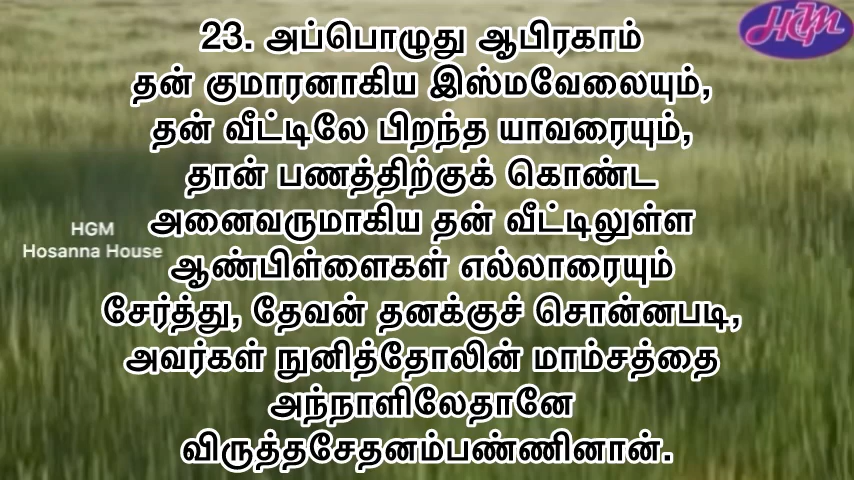 HGM
23. அப்பொழுது ஆபிரகாம்
தன் குமாரனாகிய இஸ்மவேலையும்,
தன் வீட்டிலே பிறந்த யாவரையும்,
தான் பணத்திற்குக் கொண்ட
அனைவருமாகிய தன் வீட்டிலுள்ள
HGM
Hosanna House
ஆண்பிள்ளைகள் எல்லாரையும்
சேர்த்து, தேவன் தனக்குச் சொன்னபடி,
அவர்கள் நுனித்தோலின் மாம்சத்தை
அந்நாளிலேதானே
விருத்தசேதனம்பண்ணினான்.